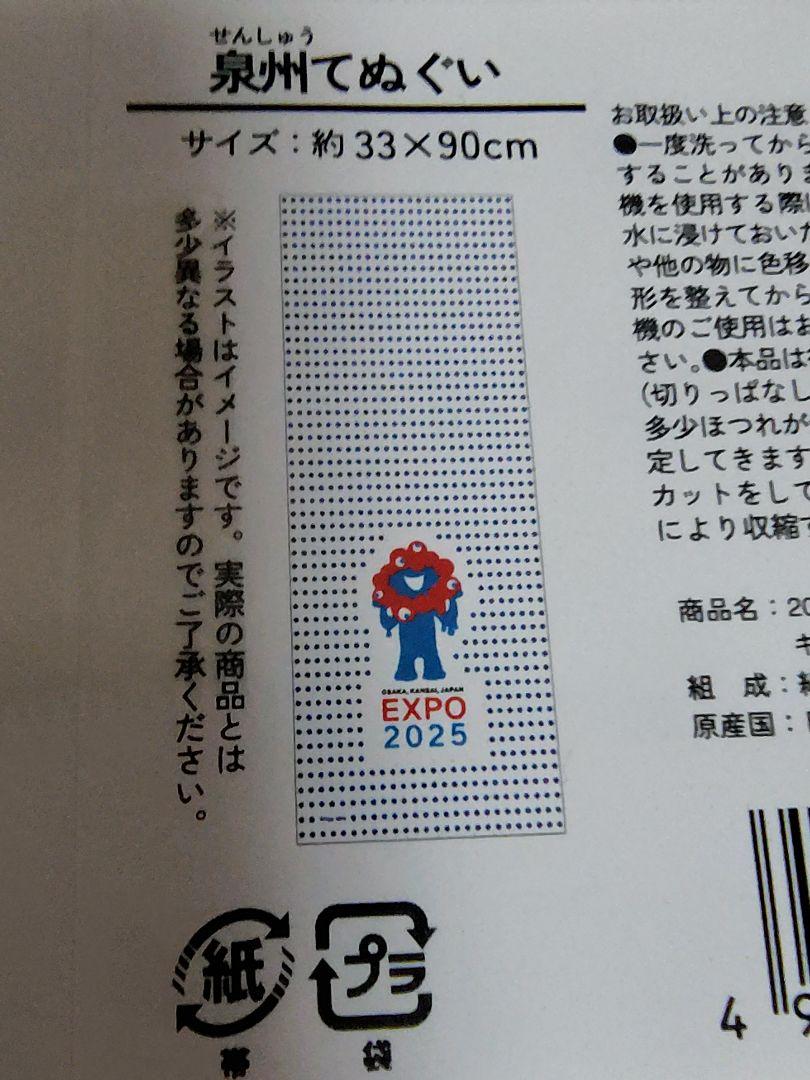 せんしゅう
泉州てぬぐい
サイズ：約33×90cm
※イラストはイメージです。実際の商品とは
多少異なる場合がありますのでご了承ください。
OSAKA, KANSAI, JAPAN
EXPO
2025
お取扱い上の注意
●一度洗ってから
することがありま
機を使用する際に
水に浸けておいた
や他の物に色移
形を整えてから
機のご使用はお
さい。●本品は
(切りっぱなし
多少ほつれが
定してきます
カットをして
により収縮す
商品名：20
組 成：
原産国：
紙
帯
プラ
袋
4